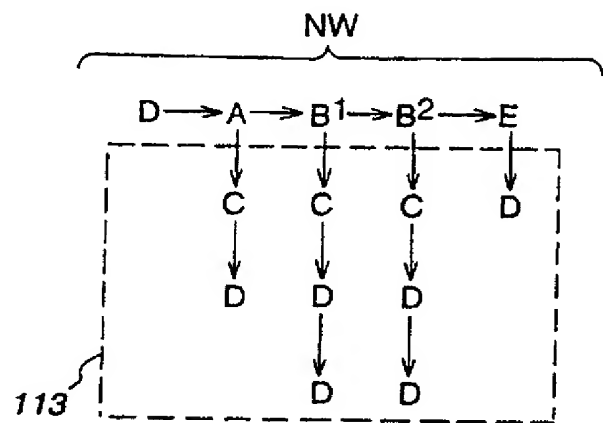 NW
D → A → B1 → B2 → E
C C C D
D D D
D D
113